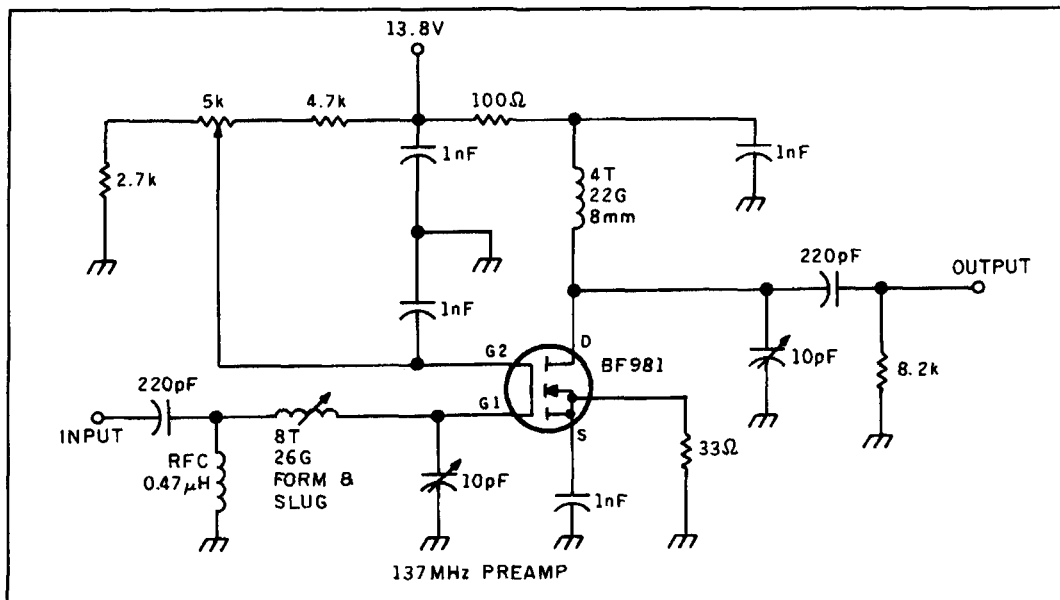 13.8V
5k
4.7k
100Ω
1nF
1nF
2.7k
4T
22G
8mm
220pF
OUTPUT
1nF
D
G2
BF981
10pF
8.2k
220pF
G1
INPUT
8T
26G
FORM &
SLUG
S
33Ω
RFC
0.47μH
10pF
1nF
137MHz PREAMP